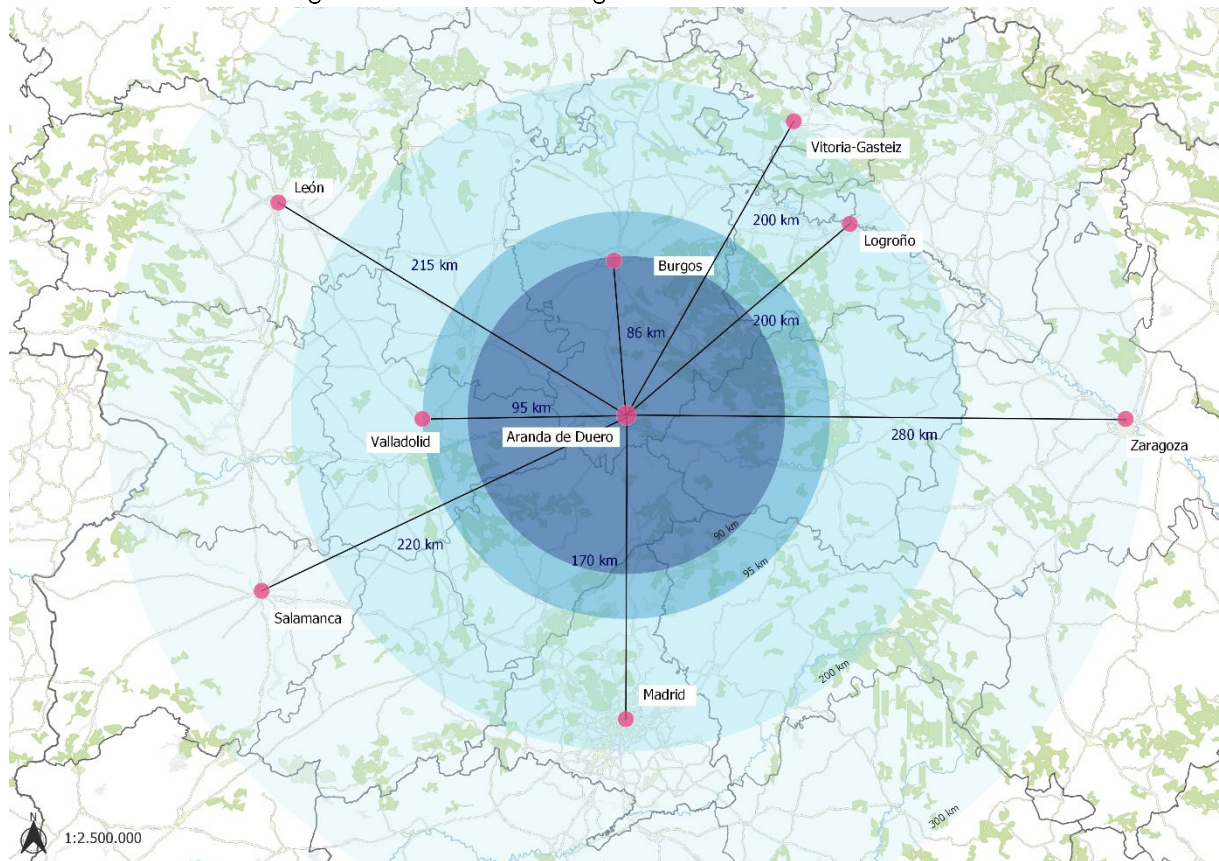 Vitoria-Gasteiz
León
200 km
Logroño
215 km
Burgos
200 km
86 km
95 km
Valladolid
Aranda de Duero
280 km
Zaragoza
90 km
220 km
170 km
95 km
Salamanca
200 km
Madrid
300 km
N
1:2.500.000